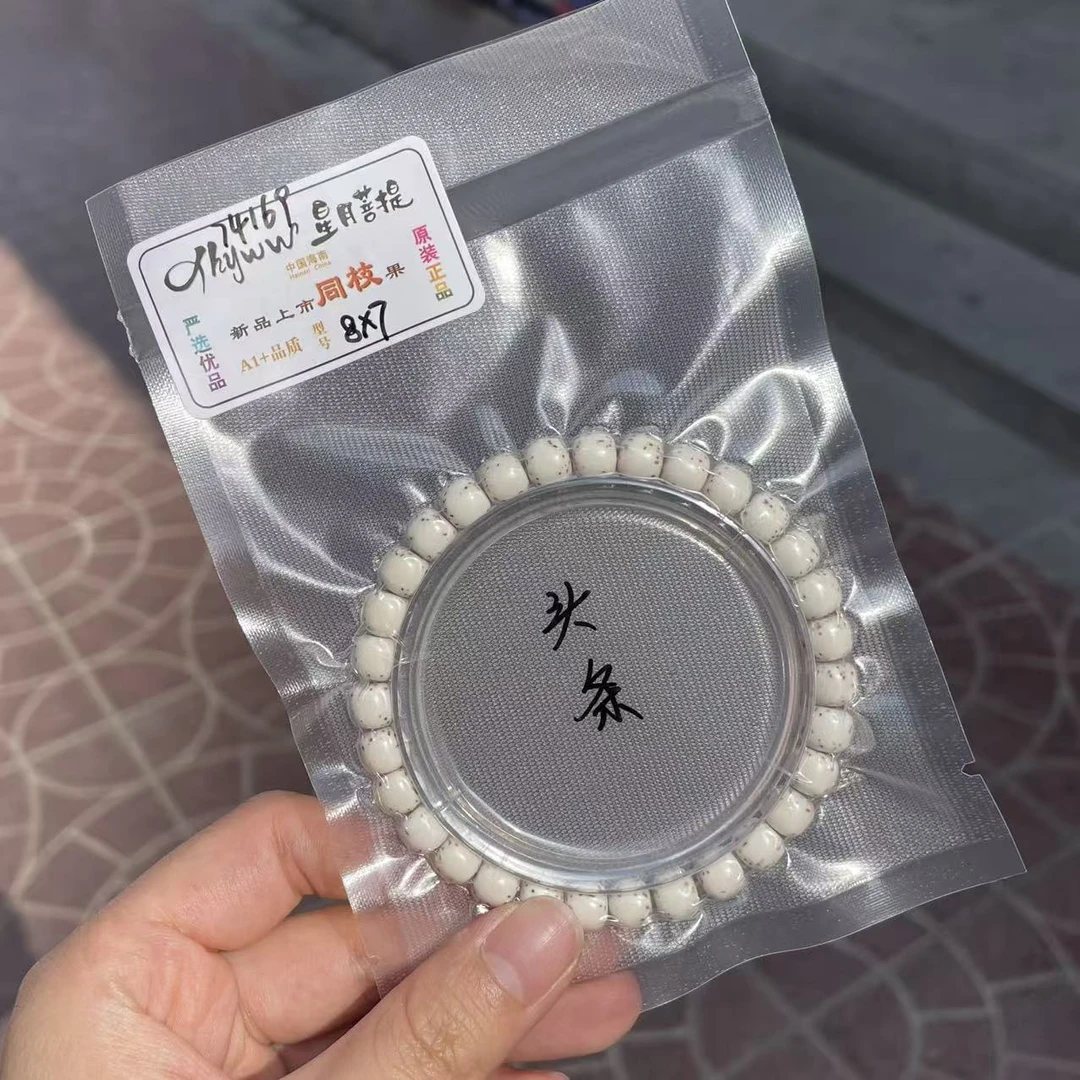 74169
星月菩提
中国海南
Hainan China
新品上市同枝果
A1+品质 型号 8X7
严选优品
原装正品
头
条